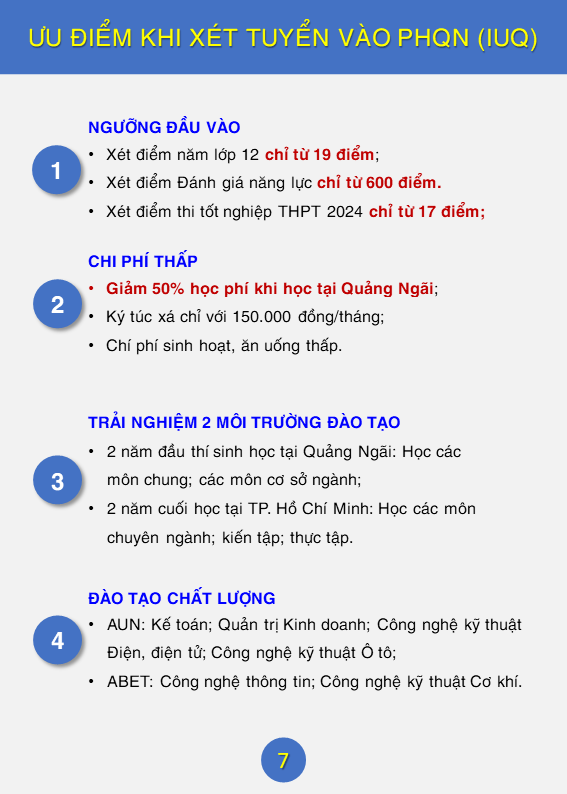 ƯU ĐIỂM KHI XÉT TUYỂN VÀO PHQN (IUQ)
1
NGƯỠNG ĐẦU VÀO
• Xét điểm năm lớp 12 chỉ từ 19 điểm;
• Xét điểm Đánh giá năng lực chỉ từ 600 điểm.
• Xét điểm thi tốt nghiệp THPT 2024 chỉ từ 17 điểm;
2
CHI PHÍ THẤP
• Giảm 50% học phí khi học tại Quảng Ngãi;
• Ký túc xá chỉ với 150.000 đồng/tháng;
• Chí phí sinh hoạt, ăn uống thấp.
3
TRẢI NGHIỆM 2 MÔI TRƯỜNG ĐÀO TẠO
• 2 năm đầu thí sinh học tại Quảng Ngãi: Học các
môn chung; các môn cơ sở ngành;
• 2 năm cuối học tại TP. Hồ Chí Minh: Học các môn
chuyên ngành; kiến tập; thực tập.
4
ĐÀO TẠO CHẤT LƯỢNG
• AUN: Kế toán; Quản trị Kinh doanh; Công nghệ kỹ thuật
Điện, điện tử; Công nghệ kỹ thuật Ô tô;
• ABET: Công nghệ thông tin; Công nghệ kỹ thuật Cơ khí.
7